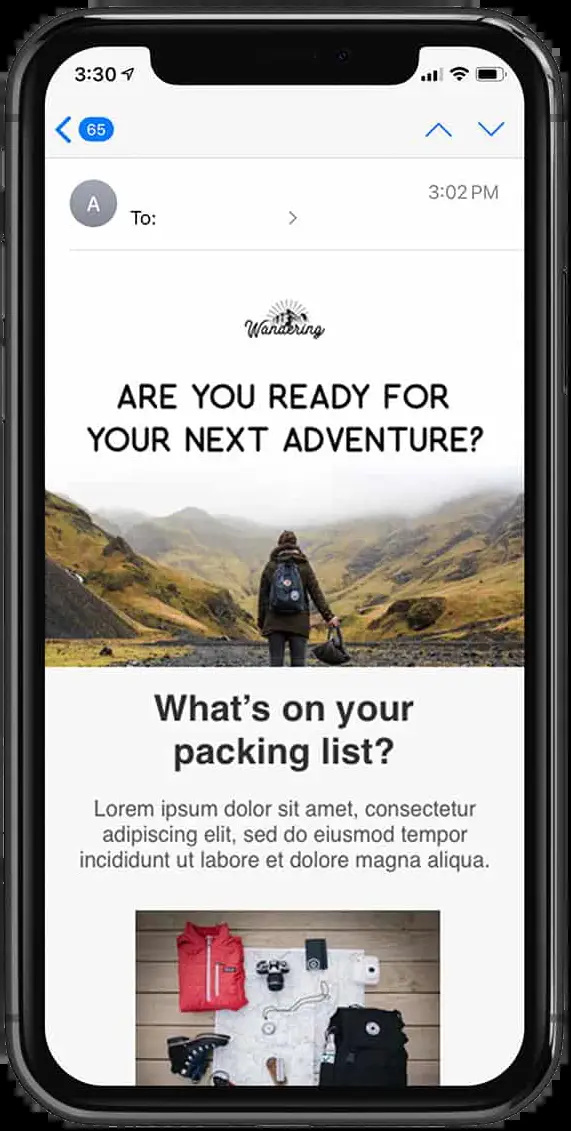 3:30
65
A
3:02 PM
To:
Wandering
ARE YOU READY FOR
YOUR NEXT ADVENTURE?
What’s on your
packing list?
Lorem ipsum dolor sit amet, consectetur
adipiscing elit, sed do eiusmod tempor
incididunt ut labore et dolore magna aliqua.